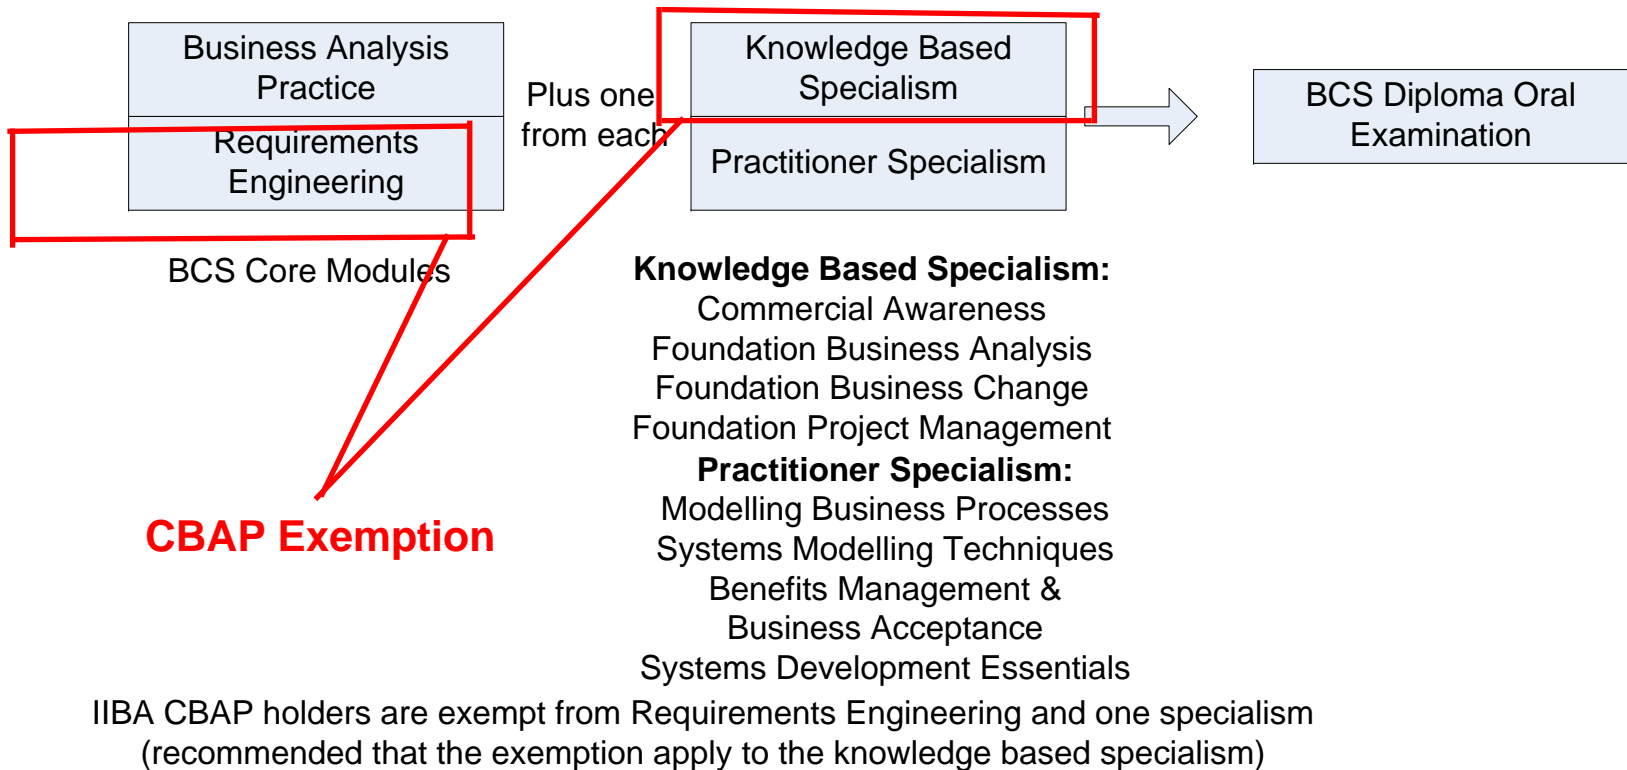 Business Analysis
Practice
Requirements
Engineering
BCS Core Modules
Plus one
from each
Knowledge Based
Specialism
Practitioner Specialism
BCS Diploma Oral
Examination
Knowledge Based Specialism:
Commercial Awareness
Foundation Business Analysis
Foundation Business Change
Foundation Project Management
Practitioner Specialism:
Modelling Business Processes
Systems Modelling Techniques
Benefits Management &
Business Acceptance
Systems Development Essentials
CBAP Exemption
IIBA CBAP holders are exempt from Requirements Engineering and one specialism
(recommended that the exemption apply to the knowledge based specialism)